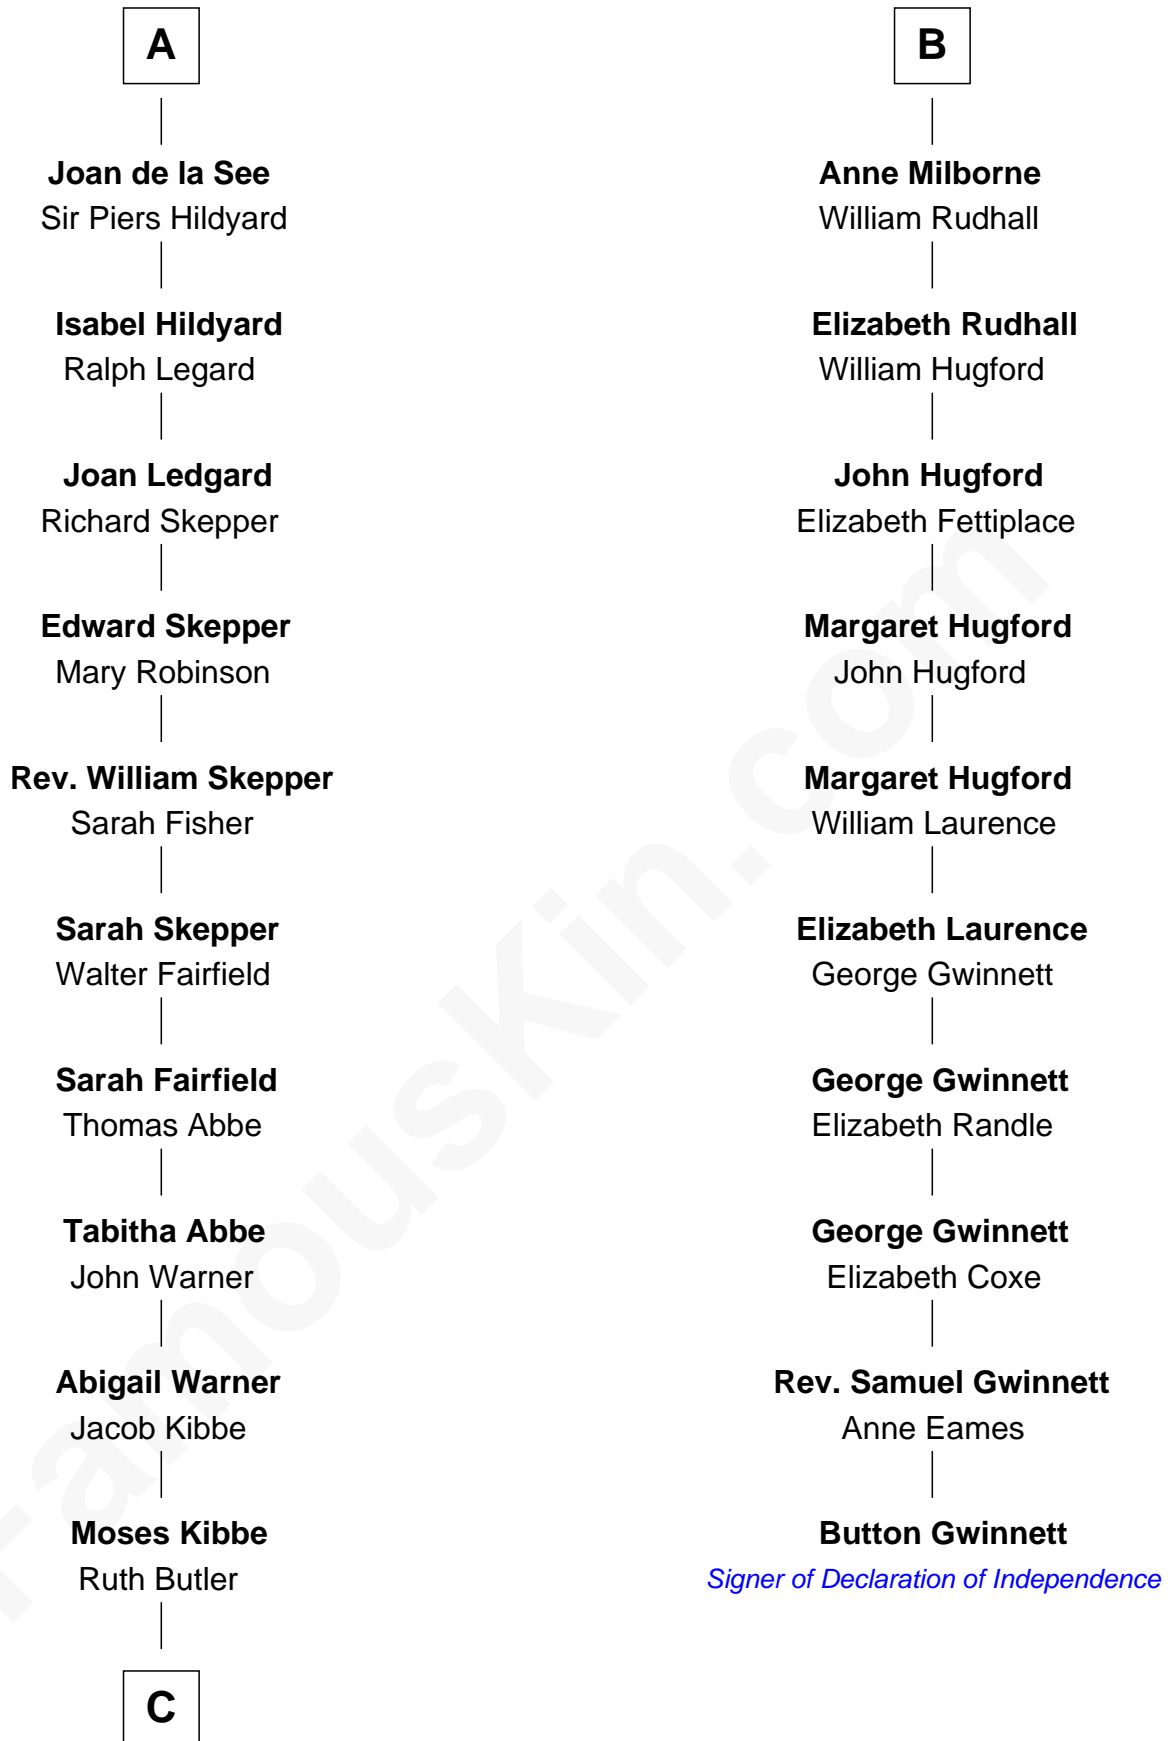 A
Joan de la See
Sir Piers Hildyard
Isabel Hildyard
Ralph Legard
Joan Ledgard
Richard Skepper
Edward Skepper
Mary Robinson
Rev. William Skepper
Sarah Fisher
Sarah Skepper
Walter Fairfield
Sarah Fairfield
Thomas Abbe
Tabitha Abbe
John Warner
Abigail Warner
Jacob Kibbe
Moses Kibbe
Ruth Butler
C
B
Anne Milborne
William Rudhall
Elizabeth Rudhall
William Hugford
John Hugford
Elizabeth Fettiplace
Margaret Hugford
John Hugford
Margaret Hugford
William Laurence
Elizabeth Laurence
George Gwinnett
George Gwinnett
Elizabeth Randle
George Gwinnett
Elizabeth Coxe
Rev. Samuel Gwinnett
Anne Eames
Button Gwinnett
Signer of Declaration of Independence
FamousKin.com